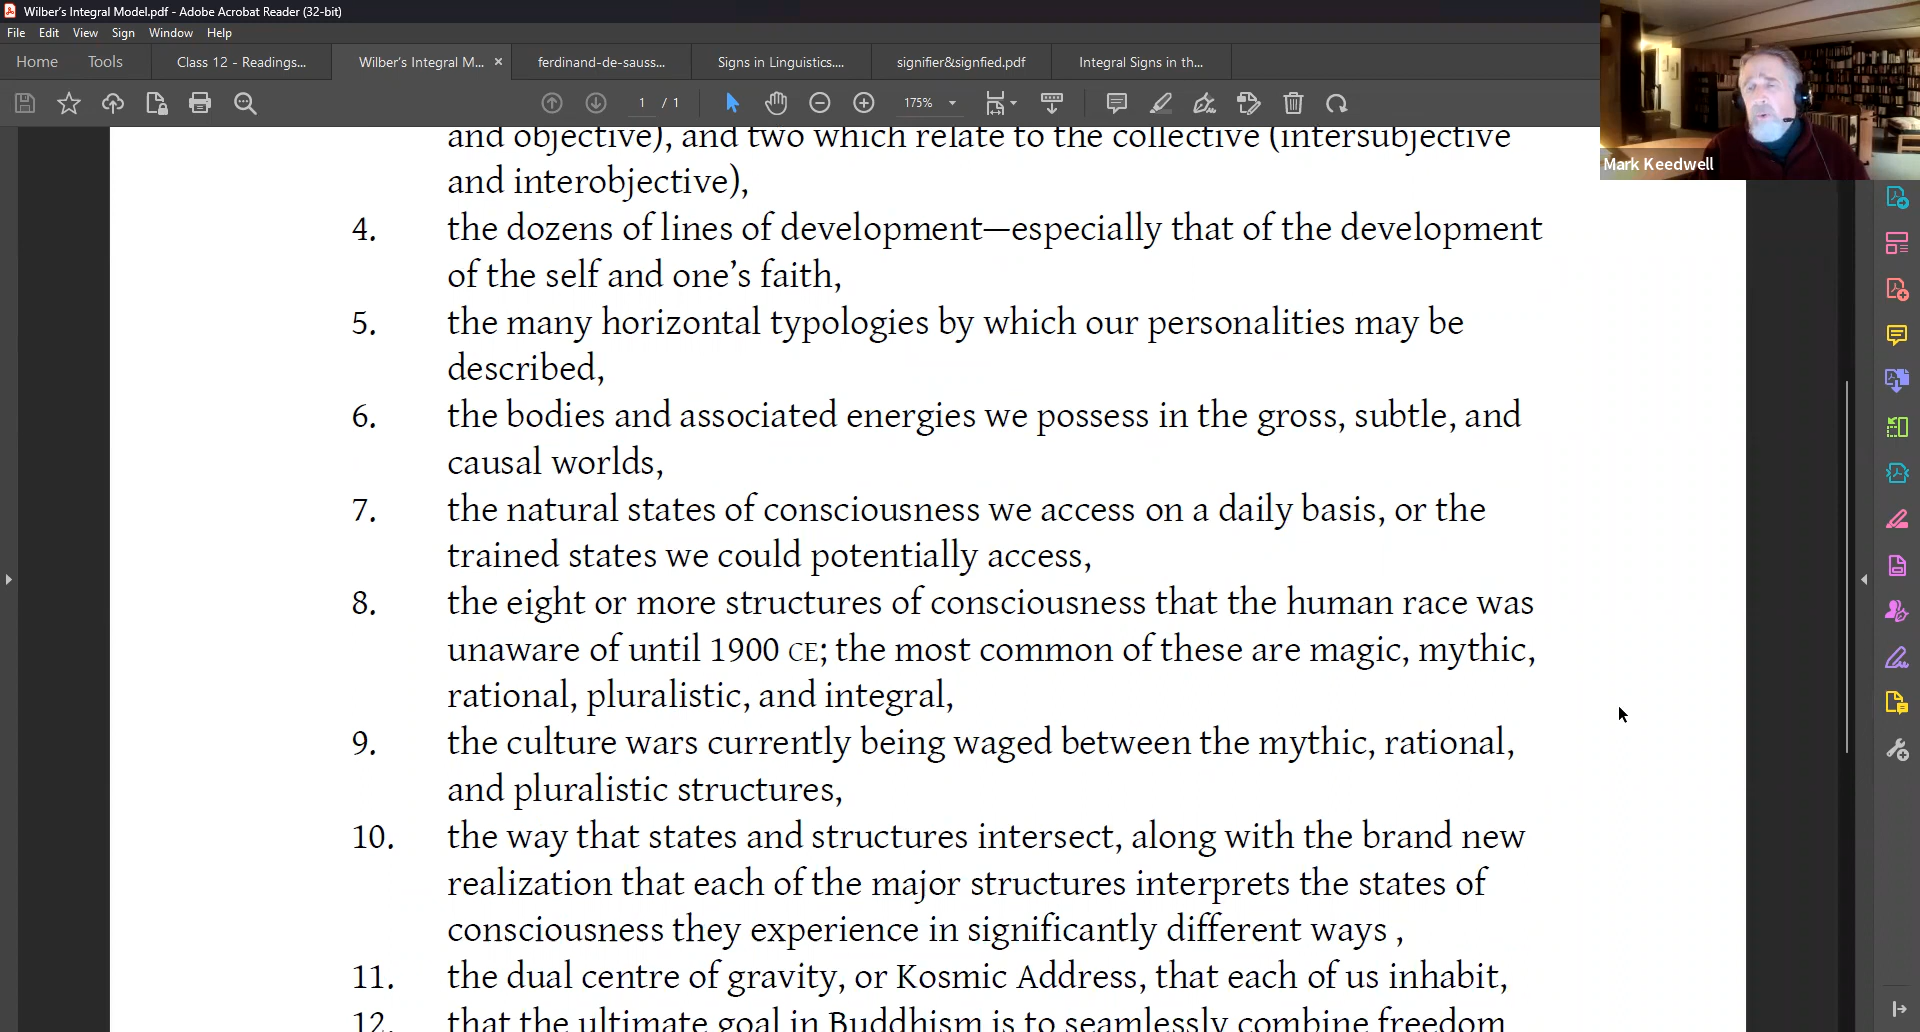 Wilber's Integral Model.pdf - Adobe Acrobat Reader (32-bit)
File Edit View Sign Window Help
Home Tools Class 12 - Readings... Wilber's Integral M... × ferdinand-de-sauss... Signs in Linguistics.... signifier&signfied.pdf Integral Signs in th...
1 / 1 175%
Mark Keedwell
and objective), and two which relate to the collective (intersubjective
and interobjective),
4. the dozens of lines of development—especially that of the development
of the self and one's faith,
5. the many horizontal typologies by which our personalities may be
described,
6. the bodies and associated energies we possess in the gross, subtle, and
causal worlds,
7. the natural states of consciousness we access on a daily basis, or the
trained states we could potentially access,
8. the eight or more structures of consciousness that the human race was
unaware of until 1900 CE; the most common of these are magic, mythic,
rational, pluralistic, and integral,
9. the culture wars currently being waged between the mythic, rational,
and pluralistic structures,
10. the way that states and structures intersect, along with the brand new
realization that each of the major structures interprets the states of
consciousness they experience in significantly different ways ,
11. the dual centre of gravity, or Kosmic Address, that each of us inhabit,
12. that the ultimate goal in Buddhism is to seamlessly combine freedom